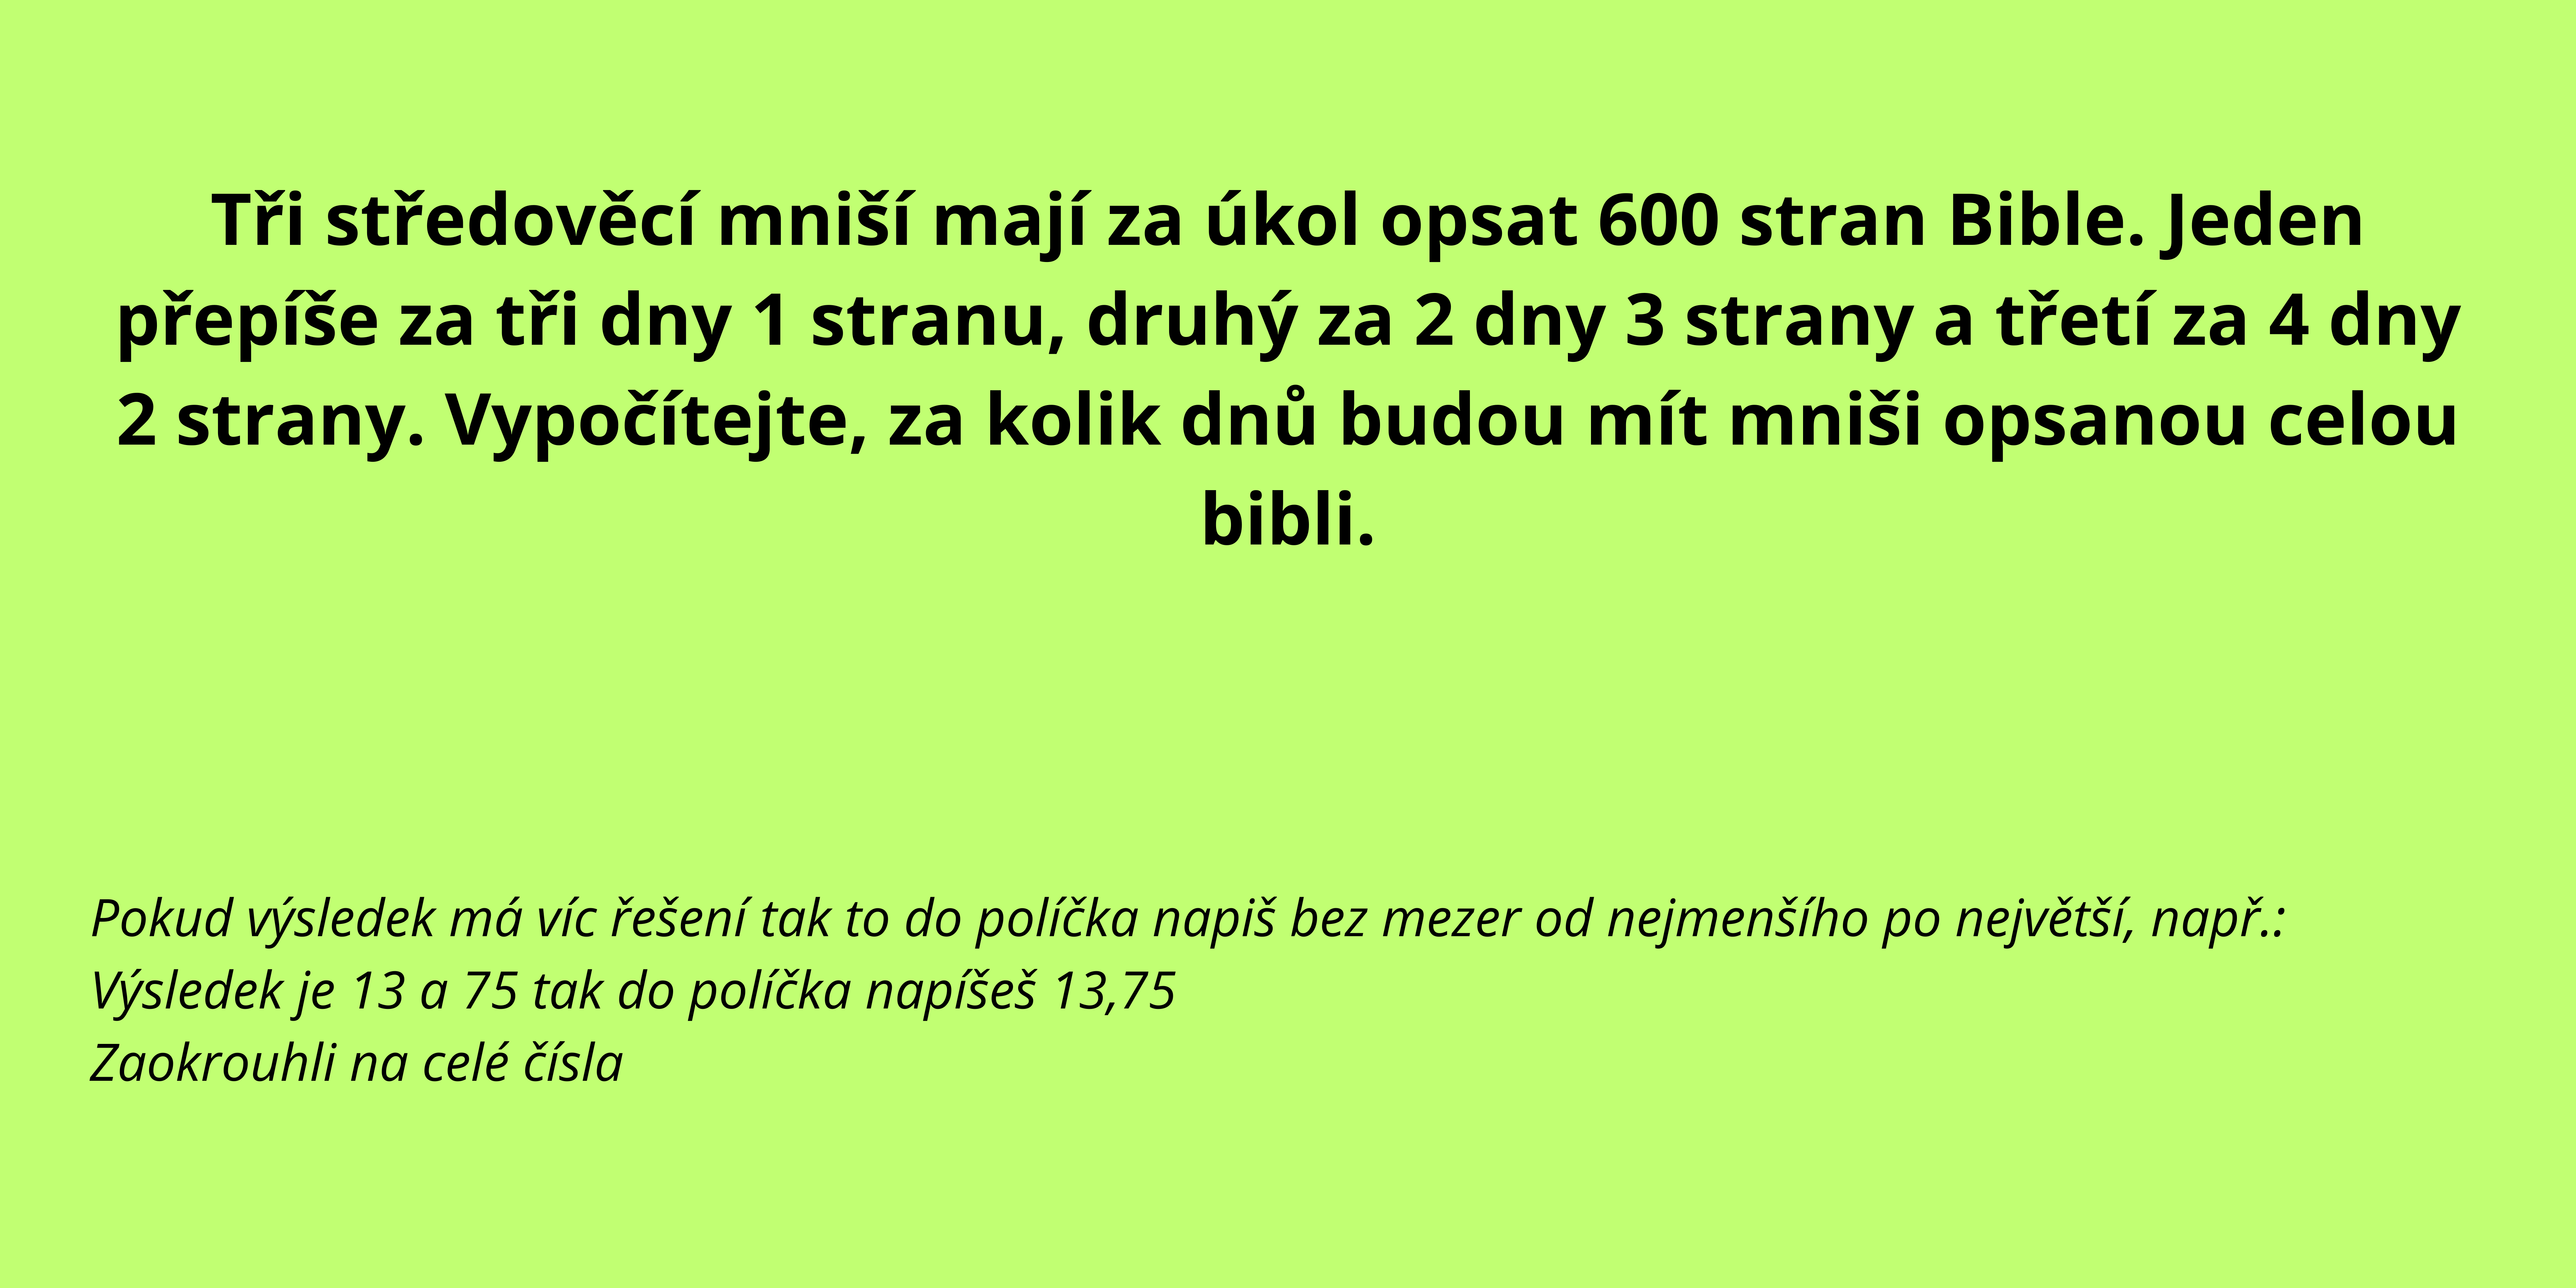 Tři středověcí mniší mají za úkol opsat 600 stran Bible. Jeden
přepíše za tři dny 1 stranu, druhý za 2 dny 3 strany a třetí za 4 dny
2 strany. Vypočítejte, za kolik dnů budou mít mniši opsanou celou
bibli.
Pokud výsledek má víc řešení tak to do políčka napiš bez mezer od nejmenšího po největší, např.:
Výsledek je 13 a 75 tak do políčka napíšeš 13,75
Zaokrouhli na celé čísla